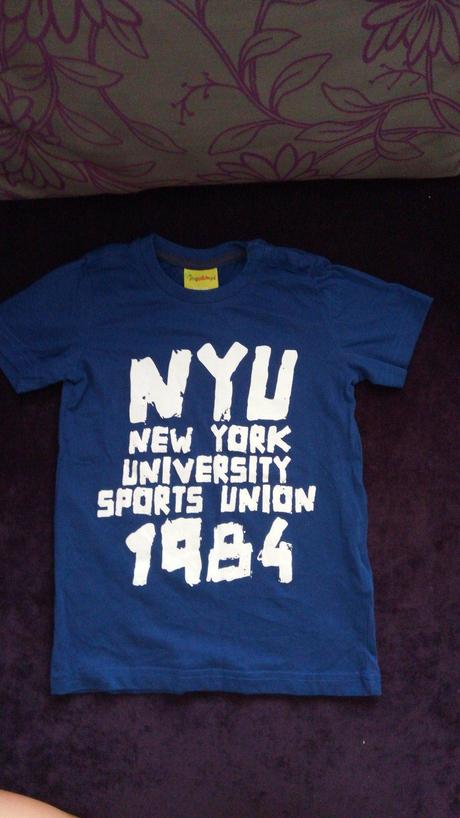 NYU
NEW YORK
UNIVERSITY
SPORTS UNION
1984